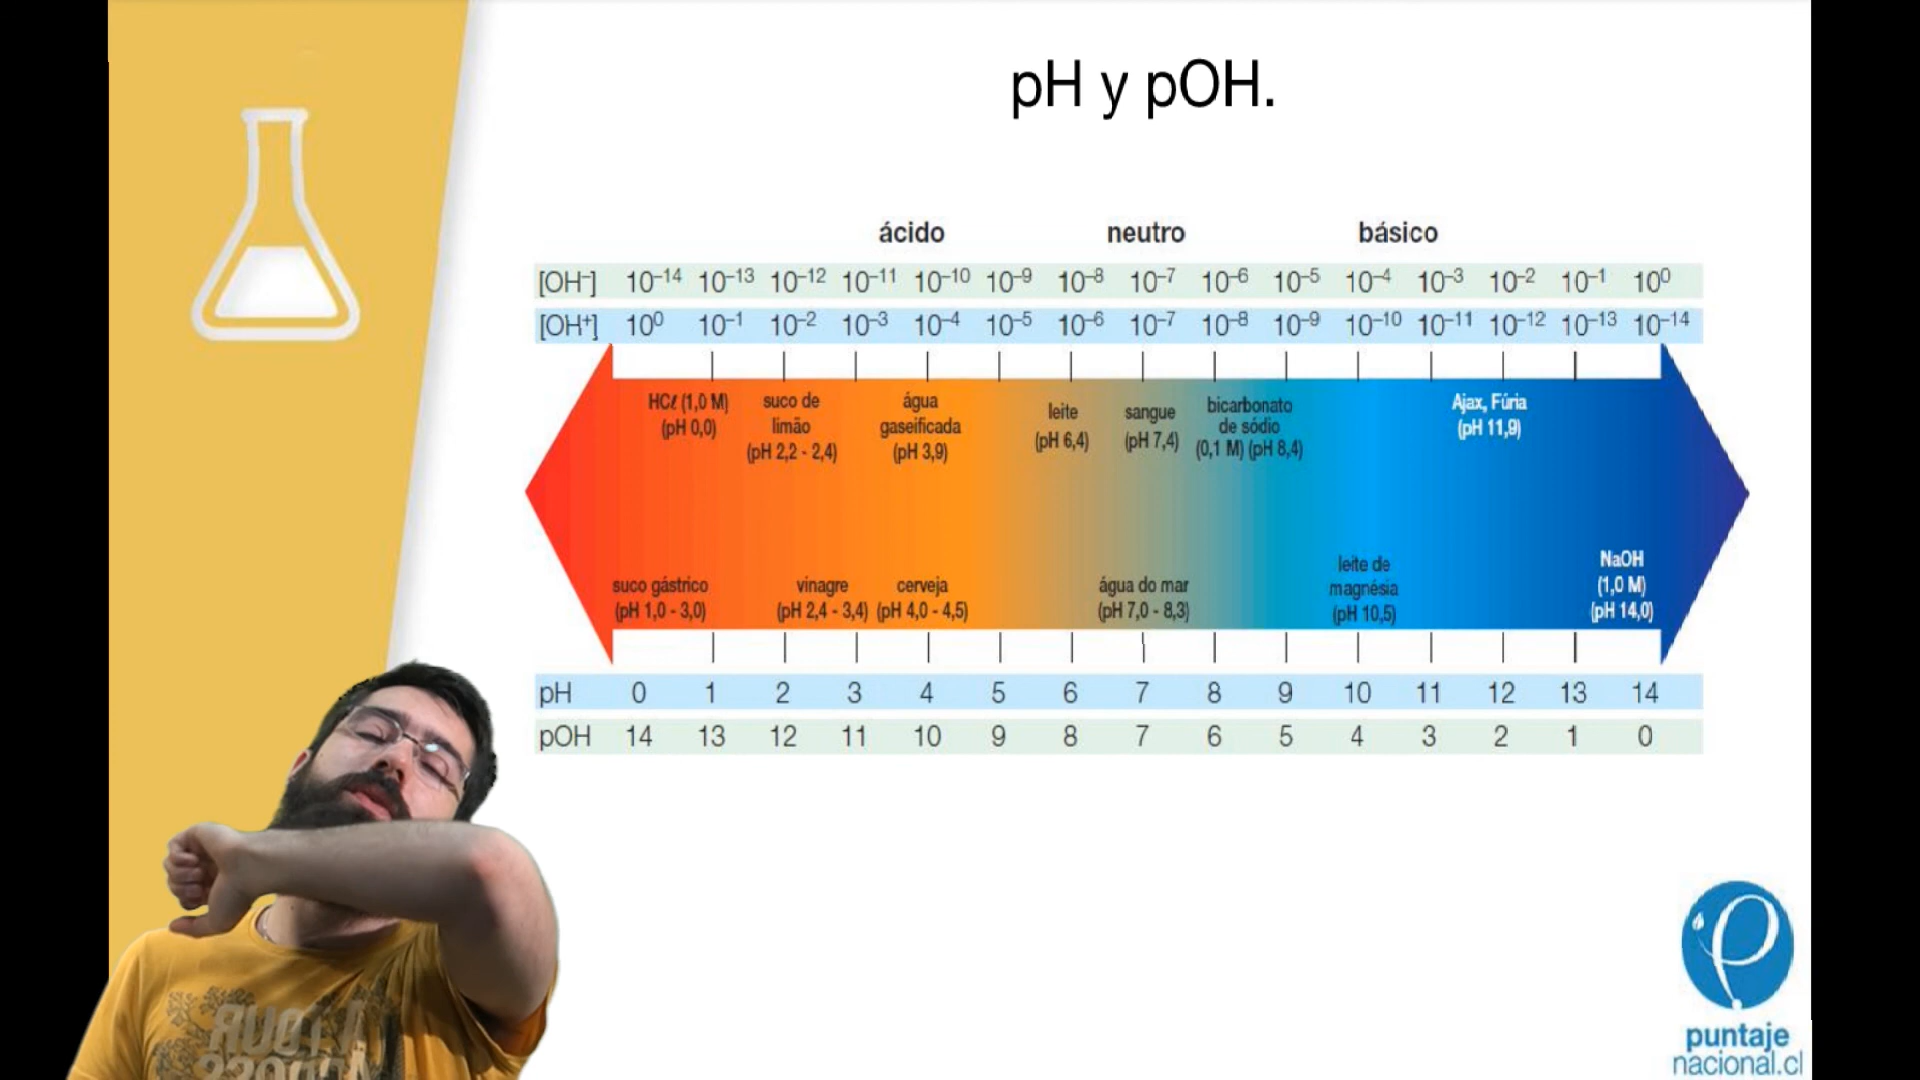 pH y pOH.
ácido neutro básico
[OH⁻] 10⁻¹⁴ 10⁻¹³ 10⁻¹² 10⁻¹¹ 10⁻¹⁰ 10⁻⁹ 10⁻⁸ 10⁻⁷ 10⁻⁶ 10⁻⁵ 10⁻⁴ 10⁻³ 10⁻² 10⁻¹ 10⁰
[OH⁺] 10⁰ 10⁻¹ 10⁻² 10⁻³ 10⁻⁴ 10⁻⁵ 10⁻⁶ 10⁻⁷ 10⁻⁸ 10⁻⁹ 10⁻¹⁰ 10⁻¹¹ 10⁻¹² 10⁻¹³ 10⁻¹⁴
HCℓ (1,0 M)
(pH 0,0)
suco de
limão
(pH 2,2 - 2,4)
água
gaseificada
(pH 3,9)
leite
(pH 6,4)
sangue
(pH 7,4)
bicarbonato
de sódio
(0,1 M) (pH 8,4)
Ajax, Fúria
(pH 11,9)
suco gástrico
(pH 1,0 - 3,0)
vinagre
(pH 2,4 - 3,4)
cerveja
(pH 4,0 - 4,5)
água do mar
(pH 7,0 - 8,3)
leite de
magnésia
(pH 10,5)
NaOH
(1,0 M)
(pH 14,0)
pH 0 1 2 3 4 5 6 7 8 9 10 11 12 13 14
pOH 14 13 12 11 10 9 8 7 6 5 4 3 2 1 0
puntaje
nacional.cl